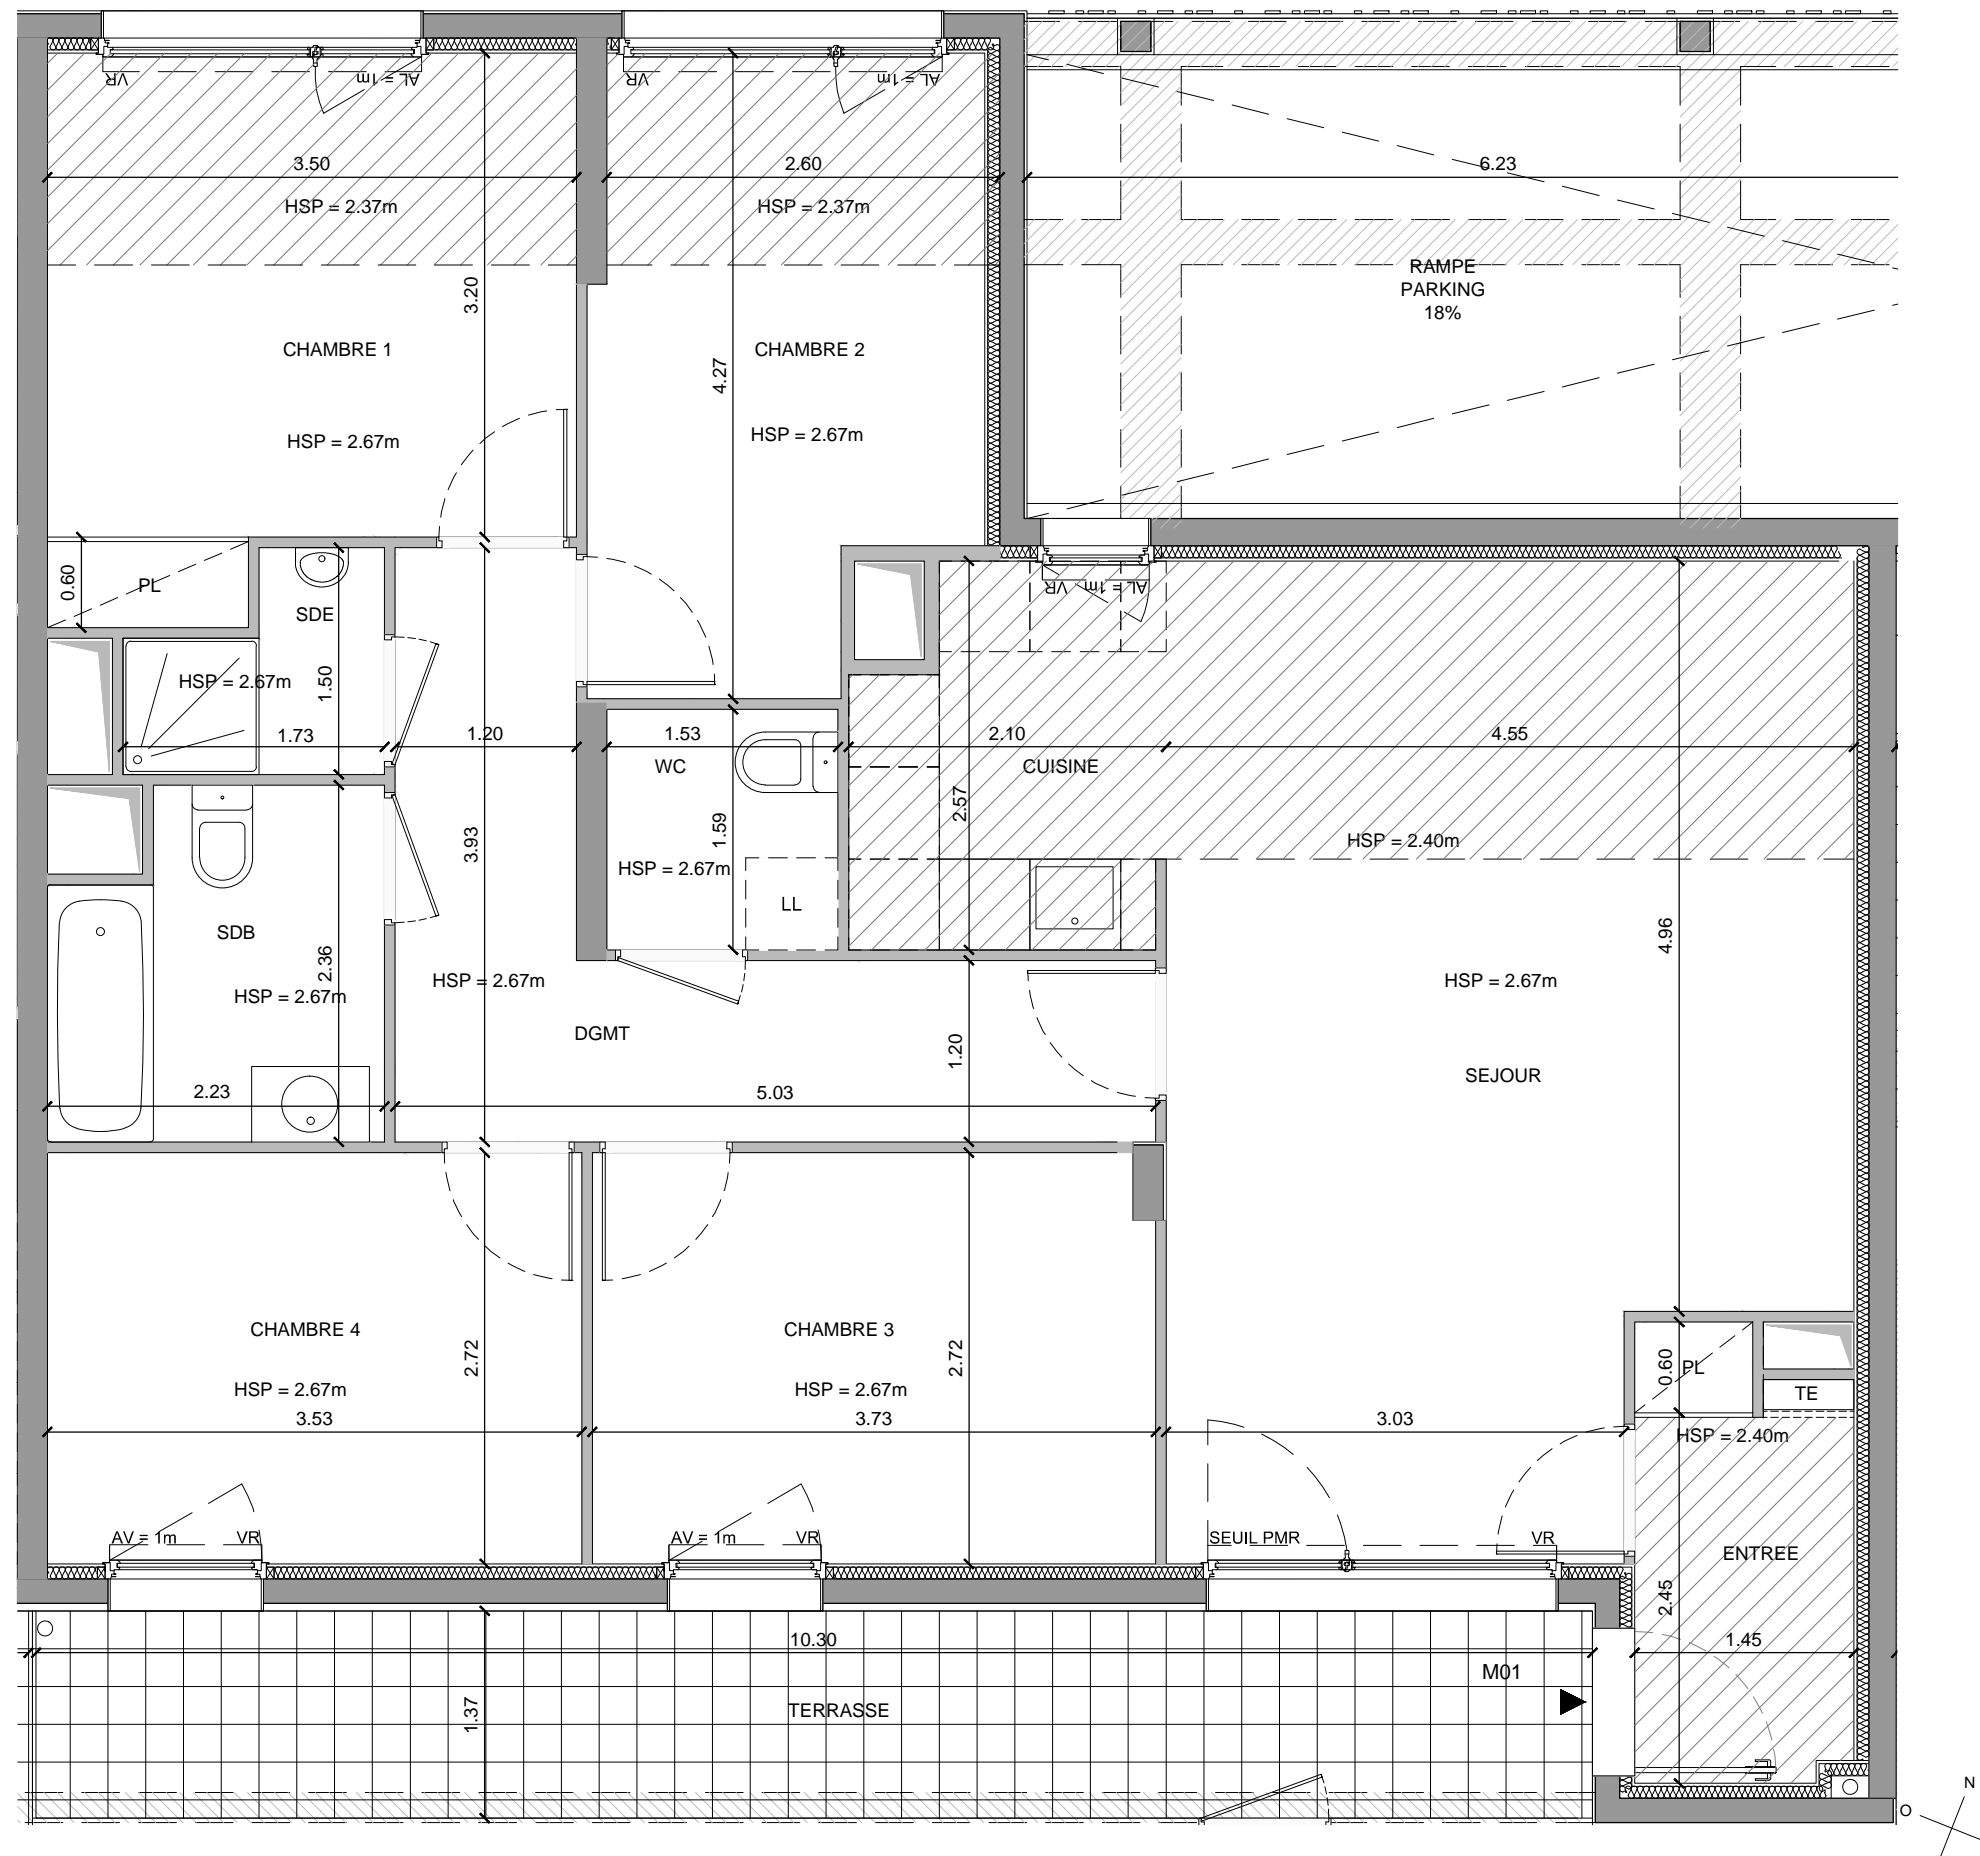 VR
AL = 1m
VR
AL = 1m
3.50
2.60
6.23
HSP = 2.37m
HSP = 2.37m
RAMPE
PARKING
18%
3.20
CHAMBRE 1
CHAMBRE 2
4.27
HSP = 2.67m
HSP = 2.67m
0.60
PL
SDE
VR
AL = 1m
HSP = 2.67m
1.50
1.73
1.20
1.53
2.10
4.55
WC
CUISINE
2.57
1.59
3.93
HSP = 2.40m
HSP = 2.67m
LL
SDB
2.36
4.96
HSP = 2.67m
HSP = 2.67m
HSP = 2.67m
DGMT
1.20
SEJOUR
2.23
5.03
CHAMBRE 4
CHAMBRE 3
2.72
2.72
0.60
PL
HSP = 2.67m
HSP = 2.67m
TE
3.53
3.73
3.03
HSP = 2.40m
AV = 1m
VR
AV = 1m
VR
SEUIL PMR
VR
ENTREE
2.45
10.30
1.45
M01
1.37
TERRASSE
N
O